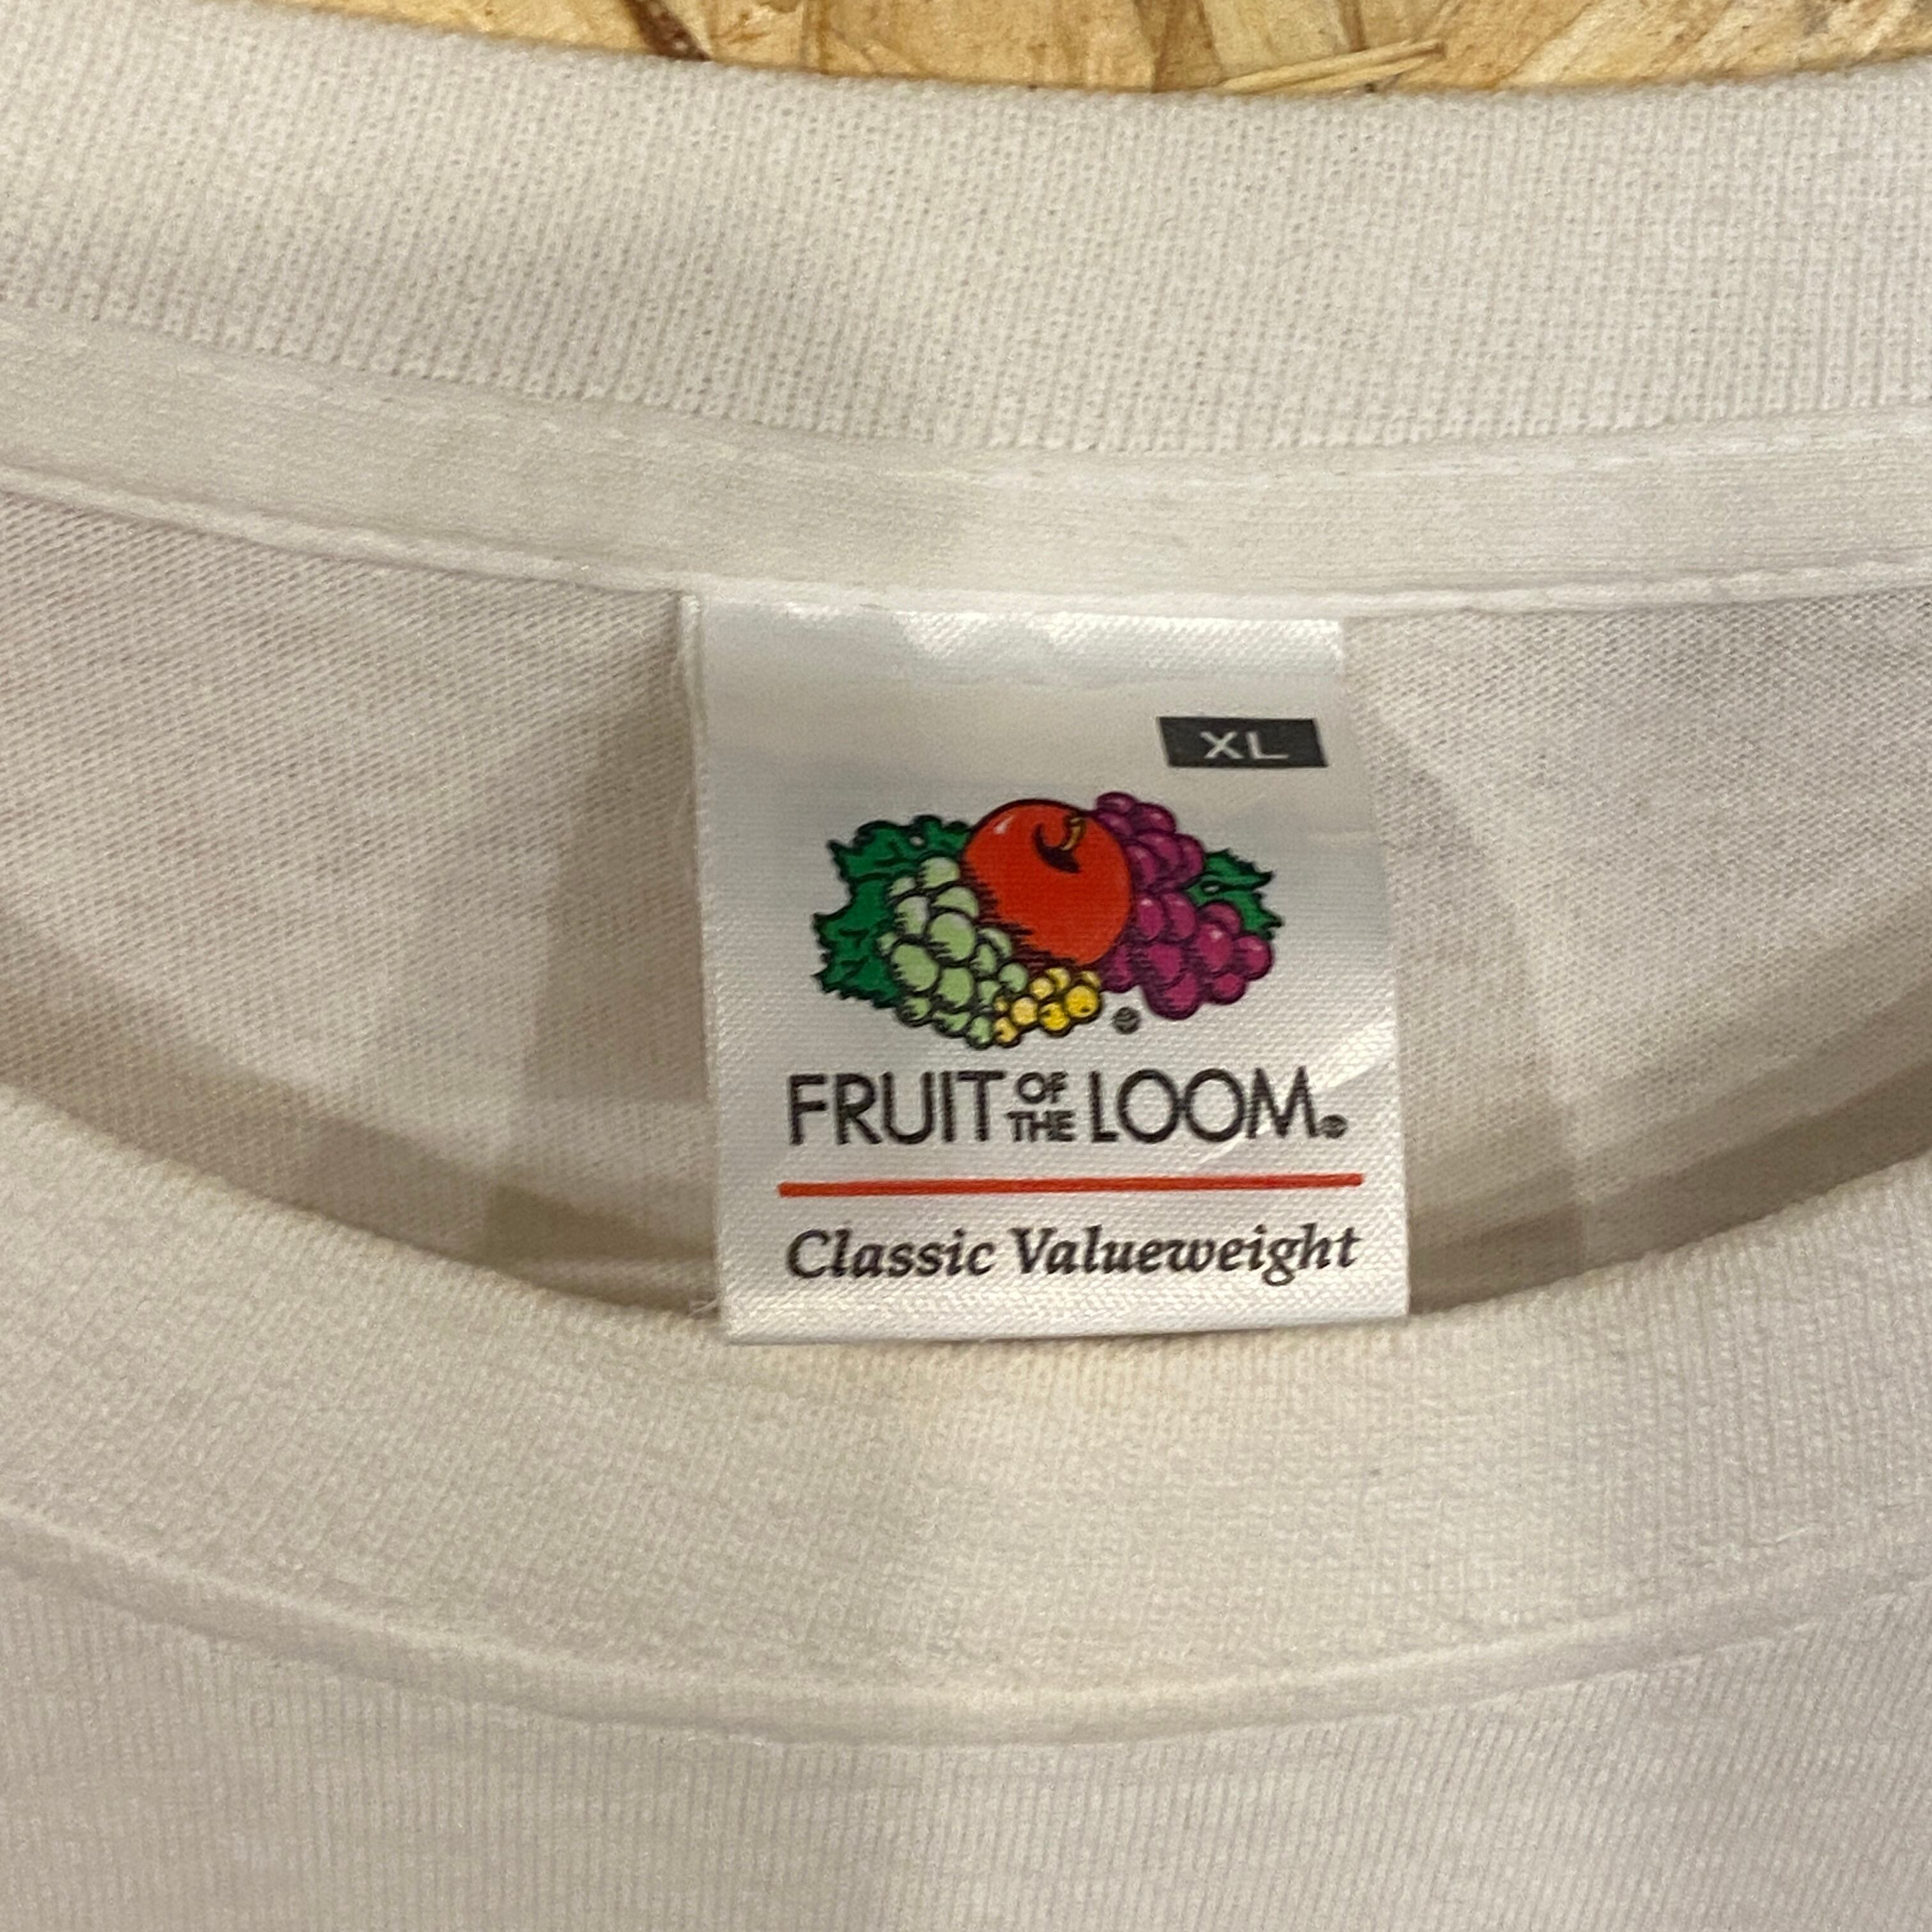 XL
FRUIT OF THE LOOM®
Classic Valueweight